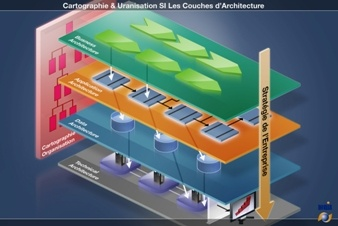 Cartographie & Uranisation SI Les Couches d'Architecture
Business
Architecture
Application
Architecture
Data
Architecture
Technical
Architecture
Cartographie
Organisation
Stratégie de l'Entreprise